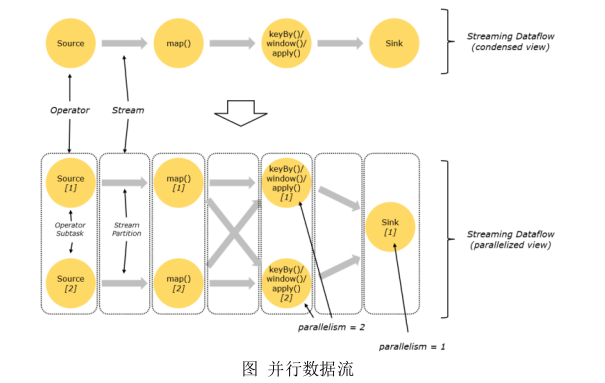 Source
map()
keyBy()/
window()/
apply()
Sink
Streaming Dataflow
(condensed view)
Operator
Stream
Source
[1]
map()
[1]
keyBy()/
window()/
apply()
[1]
Operator
Subtask
Stream
Partition
Sink
[1]
Streaming Dataflow
(parallelized view)
Source
[2]
map()
[2]
keyBy()/
window()/
apply()
[2]
parallelism = 2
parallelism = 1
图 并行数据流